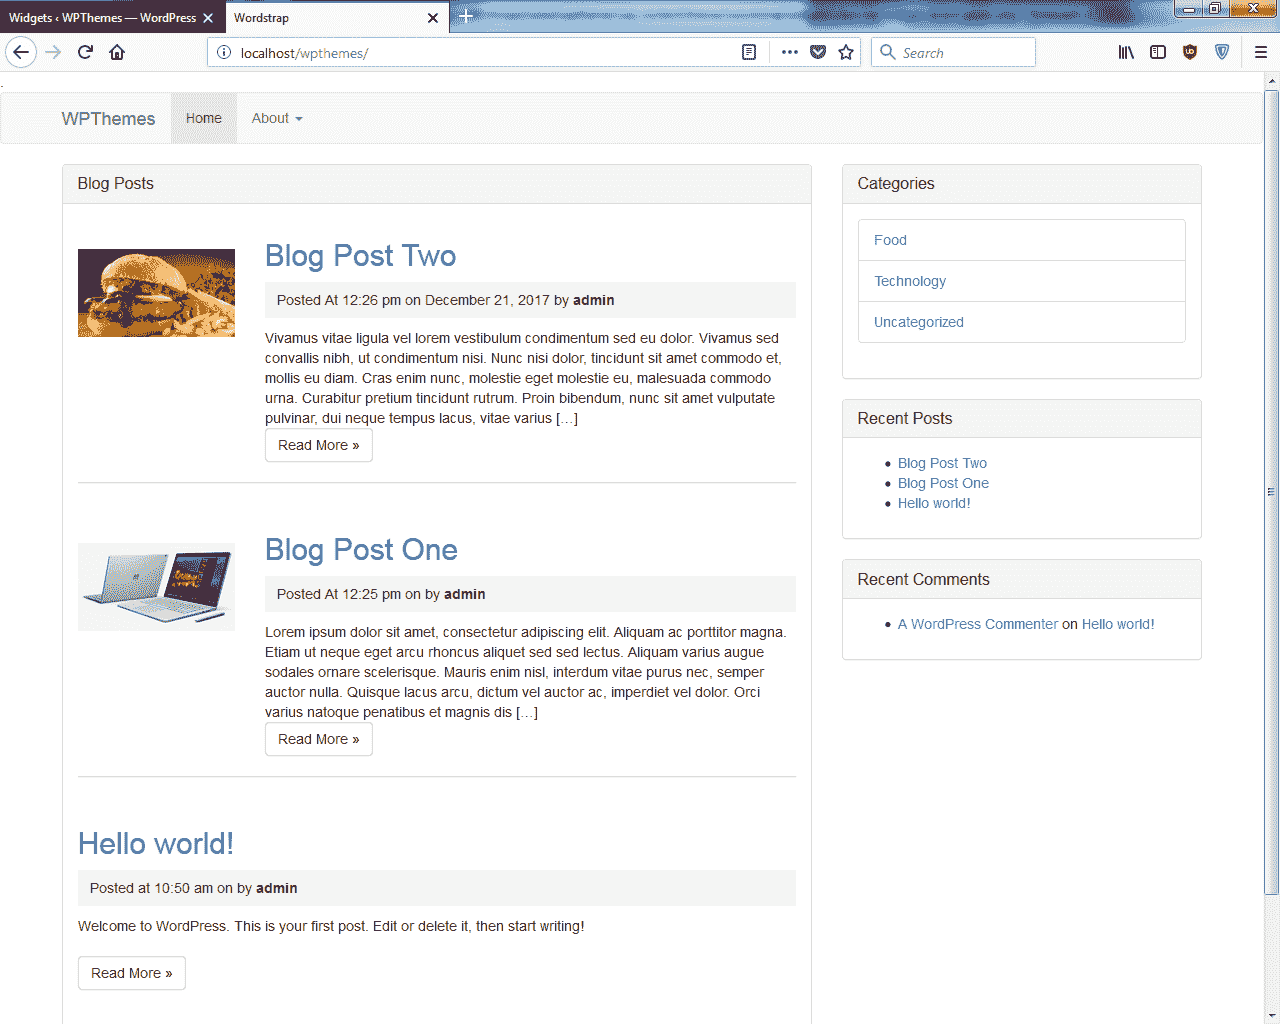 Widgets ‹ WPThemes — WordPress
Wordstrap
localhost/wpthemes/
Search
WPThemes
Home
About
Blog Posts
Blog Post Two
Posted At 12:26 pm on December 21, 2017 by admin
Vivamus vitae ligula vel lorem vestibulum condimentum sed eu dolor. Vivamus sed
convallis nibh, ut condimentum nisi. Nunc nisi dolor, tincidunt sit amet commodo et,
mollis eu diam. Cras enim nunc, molestie eget molestie eu, malesuada commodo
urna. Curabitur pretium tincidunt rutrum. Proin bibendum, nunc sit amet vulputate
pulvinar, dui neque tempus lacus, vitae varius […]
Read More »
Blog Post One
Posted At 12:25 pm on by admin
Lorem ipsum dolor sit amet, consectetur adipiscing elit. Aliquam ac porttitor magna.
Etiam ut neque eget arcu rhoncus aliquet sed sed lectus. Aliquam varius augue
sodales ornare scelerisque. Mauris enim nisl, interdum vitae purus nec, semper
auctor nulla. Quisque lacus arcu, dictum vel auctor ac, imperdiet vel dolor. Orci
varius natoque penatibus et magnis dis […]
Read More »
Hello world!
Posted at 10:50 am on by admin
Welcome to WordPress. This is your first post. Edit or delete it, then start writing!
Read More »
Categories
Food
Technology
Uncategorized
Recent Posts
Blog Post Two
Blog Post One
Hello world!
Recent Comments
A WordPress Commenter on Hello world!